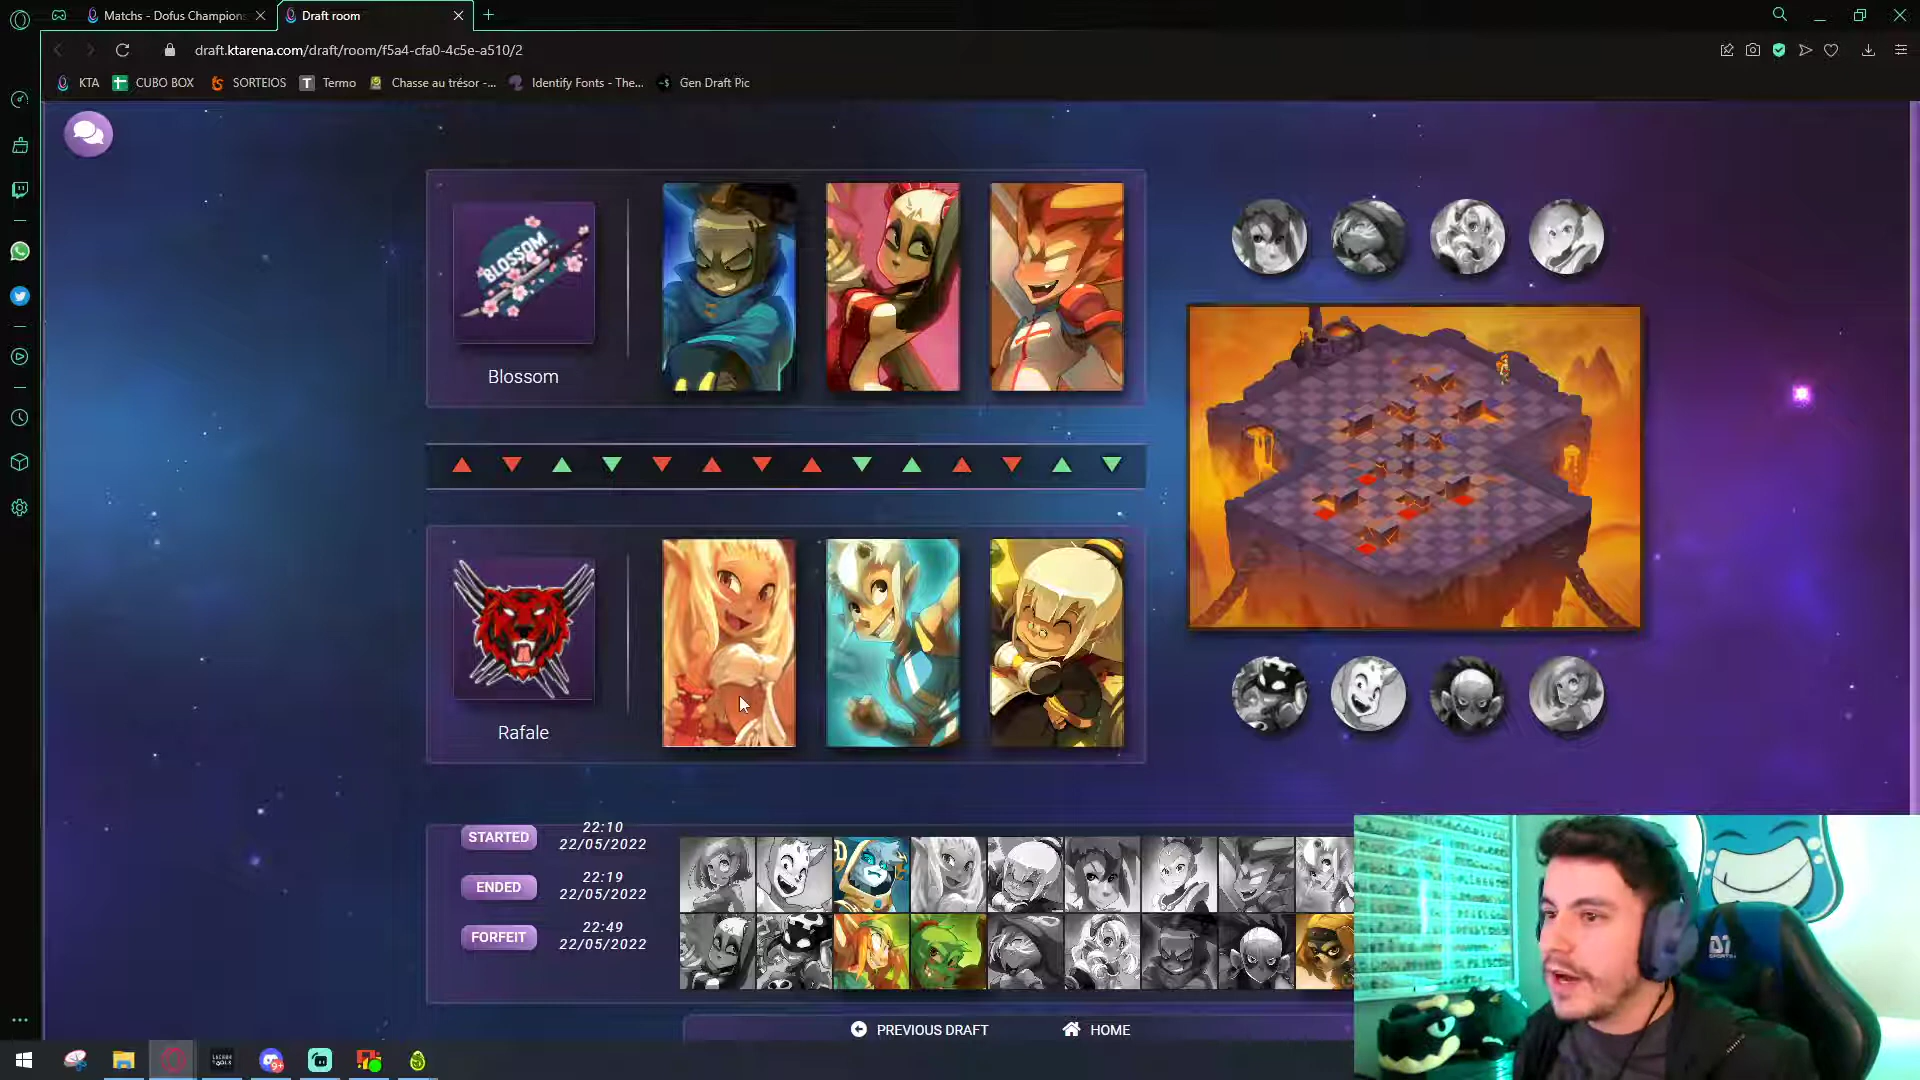 Matchs - Dofus Champion
Draft room
draft.ktarena.com/draft/room/f5a4-cfa0-4c5e-a510/2
KTA
CUBO BOX
SORTEIOS
T Termo
Chasse au trésor -...
Identify Fonts - The...
~$ Gen Draft Pic
BLOSSOM
Blossom
Rafale
STARTED
22:10
22/05/2022
ENDED
22:19
22/05/2022
FORFEIT
22:49
22/05/2022
PREVIOUS DRAFT
HOME
9+